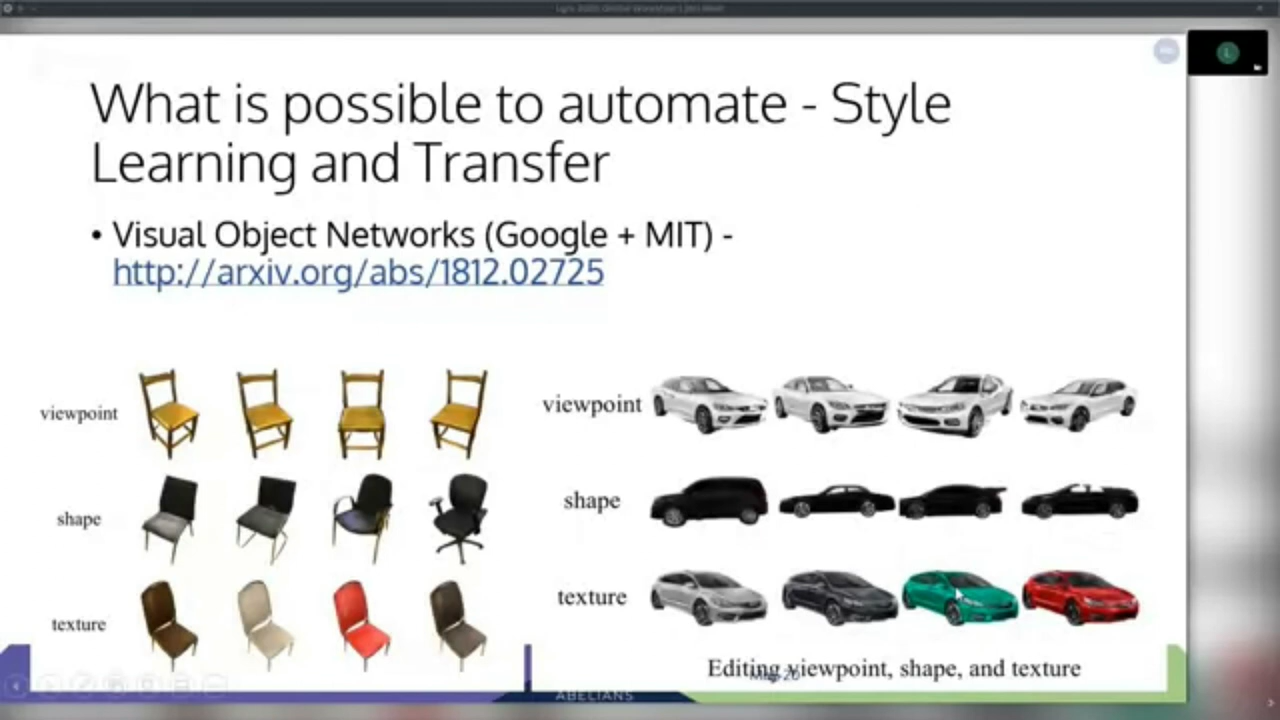 What is possible to automate - Style
Learning and Transfer
• Visual Object Networks (Google + MIT) -
http://arxiv.org/abs/1812.02725
viewpoint
shape
texture
viewpoint
shape
texture
Editing viewpoint, shape, and texture
ABELIANS
L